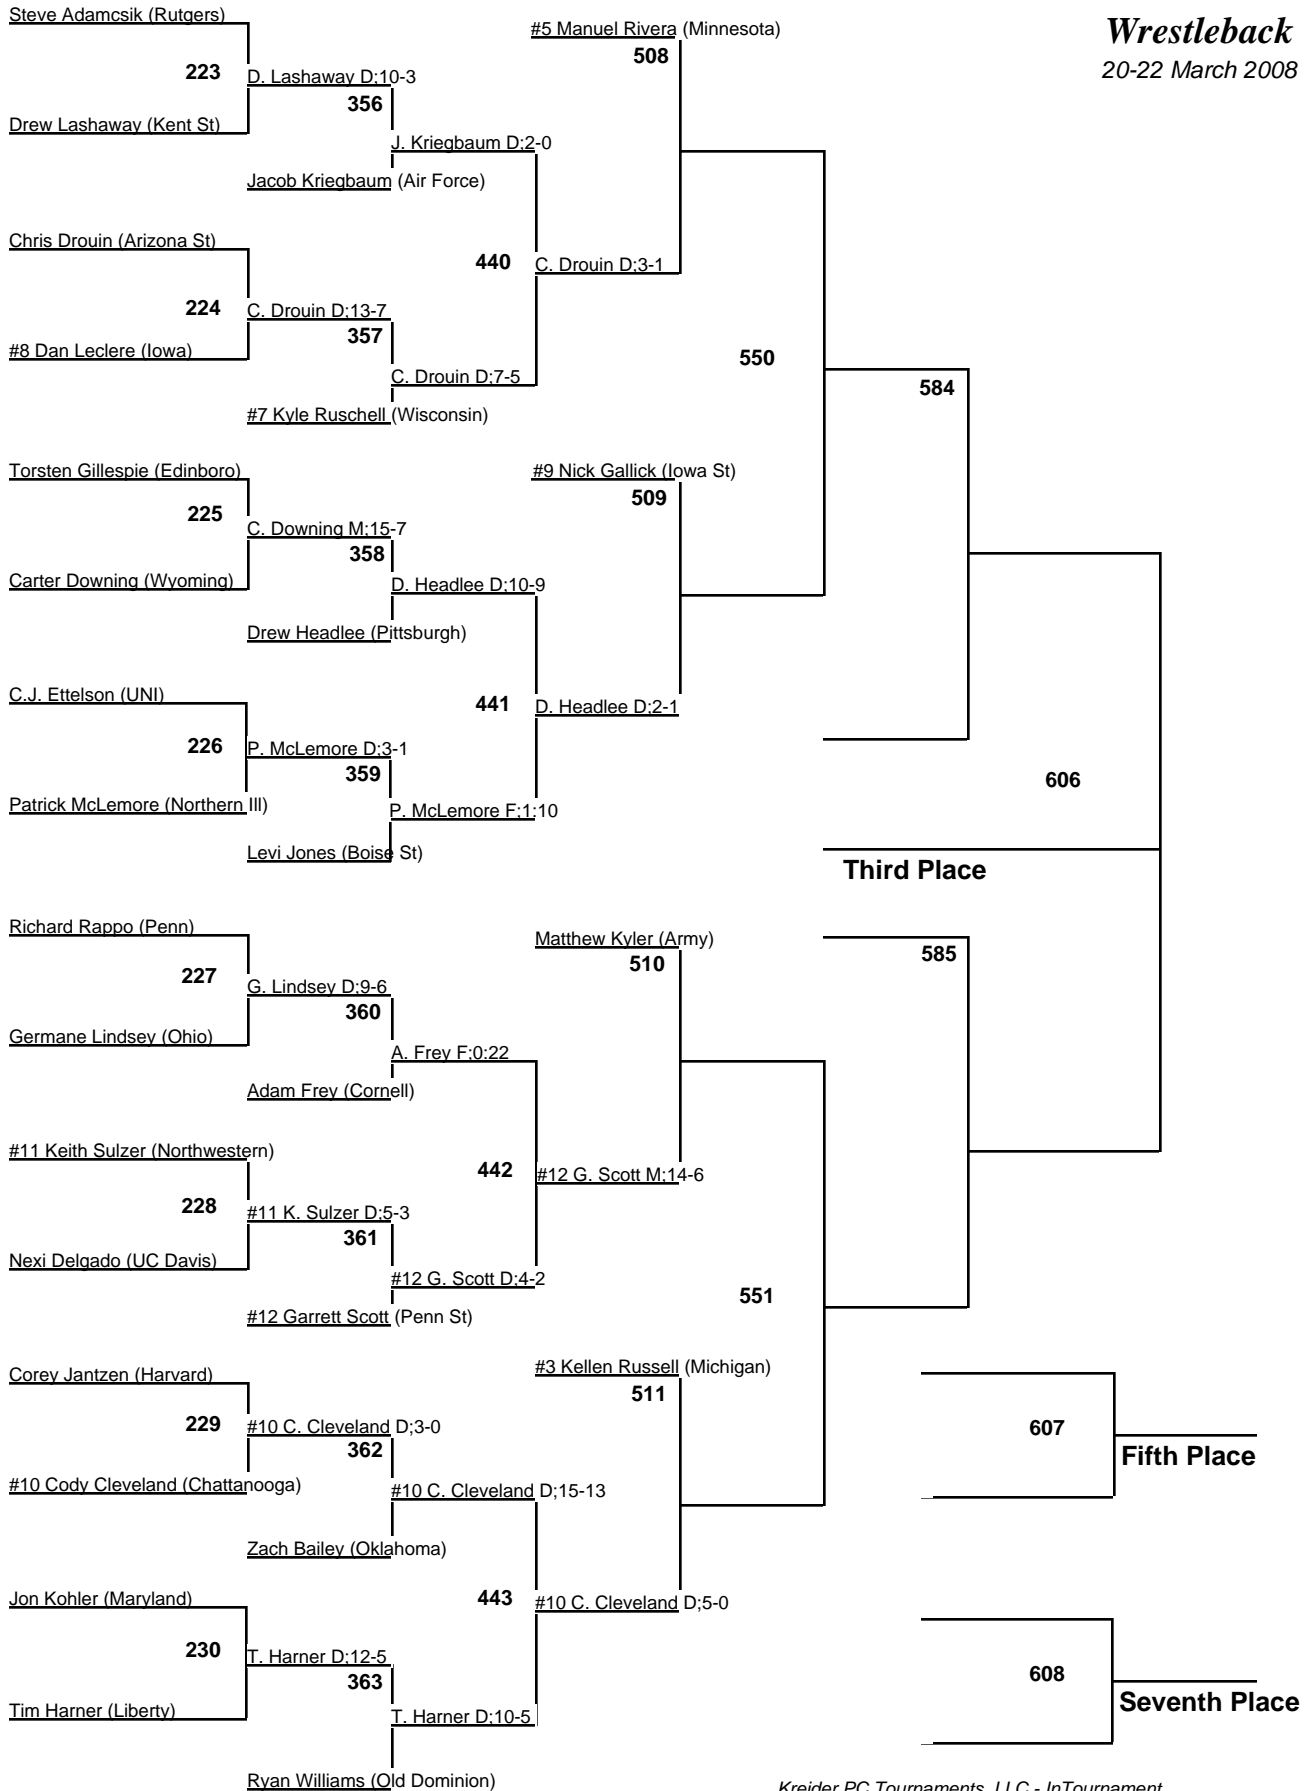 Steve Adamcsik (Rutgers)
#5 Manuel Rivera (Minnesota)
Wrestleback
20-22 March 2008
508
223
D. Lashaway D;10-3
356
Drew Lashaway (Kent St)
J. Kriegbaum D;2-0
Jacob Kriegbaum (Air Force)
Chris Drouin (Arizona St)
440
C. Drouin D;3-1
224
C. Drouin D;13-7
357
#8 Dan Leclere (Iowa)
550
C. Drouin D;7-5
584
#7 Kyle Ruschell (Wisconsin)
Torsten Gillespie (Edinboro)
#9 Nick Gallick (Iowa St)
509
225
C. Downing M;15-7
358
Carter Downing (Wyoming)
D. Headlee D;10-9
Drew Headlee (Pittsburgh)
C.J. Ettelson (UNI)
441
D. Headlee D;2-1
226
P. McLemore D;3-1
359
606
Patrick McLemore (Northern Ill)
P. McLemore F;1:10
Levi Jones (Boise St)
Third Place
Richard Rappo (Penn)
Matthew Kyler (Army)
510
585
227
G. Lindsey D;9-6
360
Germane Lindsey (Ohio)
A. Frey F;0:22
Adam Frey (Cornell)
#11 Keith Sulzer (Northwestern)
442
#12 G. Scott M;14-6
228
#11 K. Sulzer D;5-3
361
Nexi Delgado (UC Davis)
#12 G. Scott D;4-2
551
#12 Garrett Scott (Penn St)
Corey Jantzen (Harvard)
#3 Kellen Russell (Michigan)
511
229
#10 C. Cleveland D;3-0
607
362
Fifth Place
#10 Cody Cleveland (Chattanooga)
#10 C. Cleveland D;15-13
Zach Bailey (Oklahoma)
Jon Kohler (Maryland)
443
#10 C. Cleveland D;5-0
230
T. Harner D;12-5
608
363
Seventh Place
Tim Harner (Liberty)
T. Harner D;10-5
Ryan Williams (Old Dominion)
Kreider PC Tournaments, LLC - InTournament